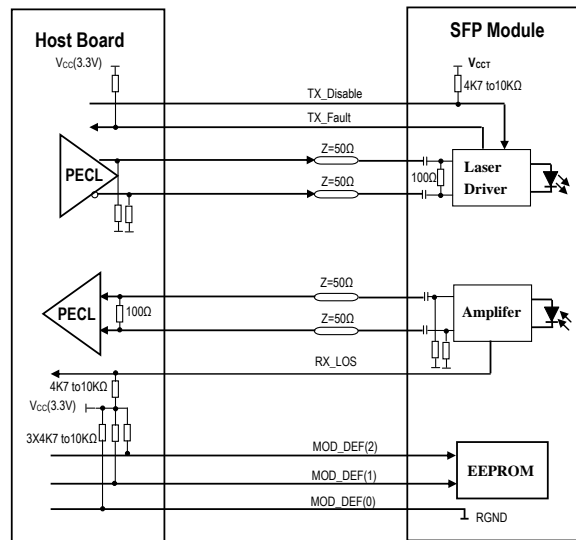 Host Board
SFP Module
VCC(3.3V)
VCCT
4K7 to10KΩ
TX_Disable
TX_Fault
Z=50Ω
PECL
Laser
Driver
100Ω
Z=50Ω
Z=50Ω
PECL
100Ω
Amplifer
Z=50Ω
RX_LOS
4K7 to10KΩ
VCC(3.3V)
3X4K7 to10KΩ
MOD_DEF(2)
EEPROM
MOD_DEF(1)
MOD_DEF(0)
RGND